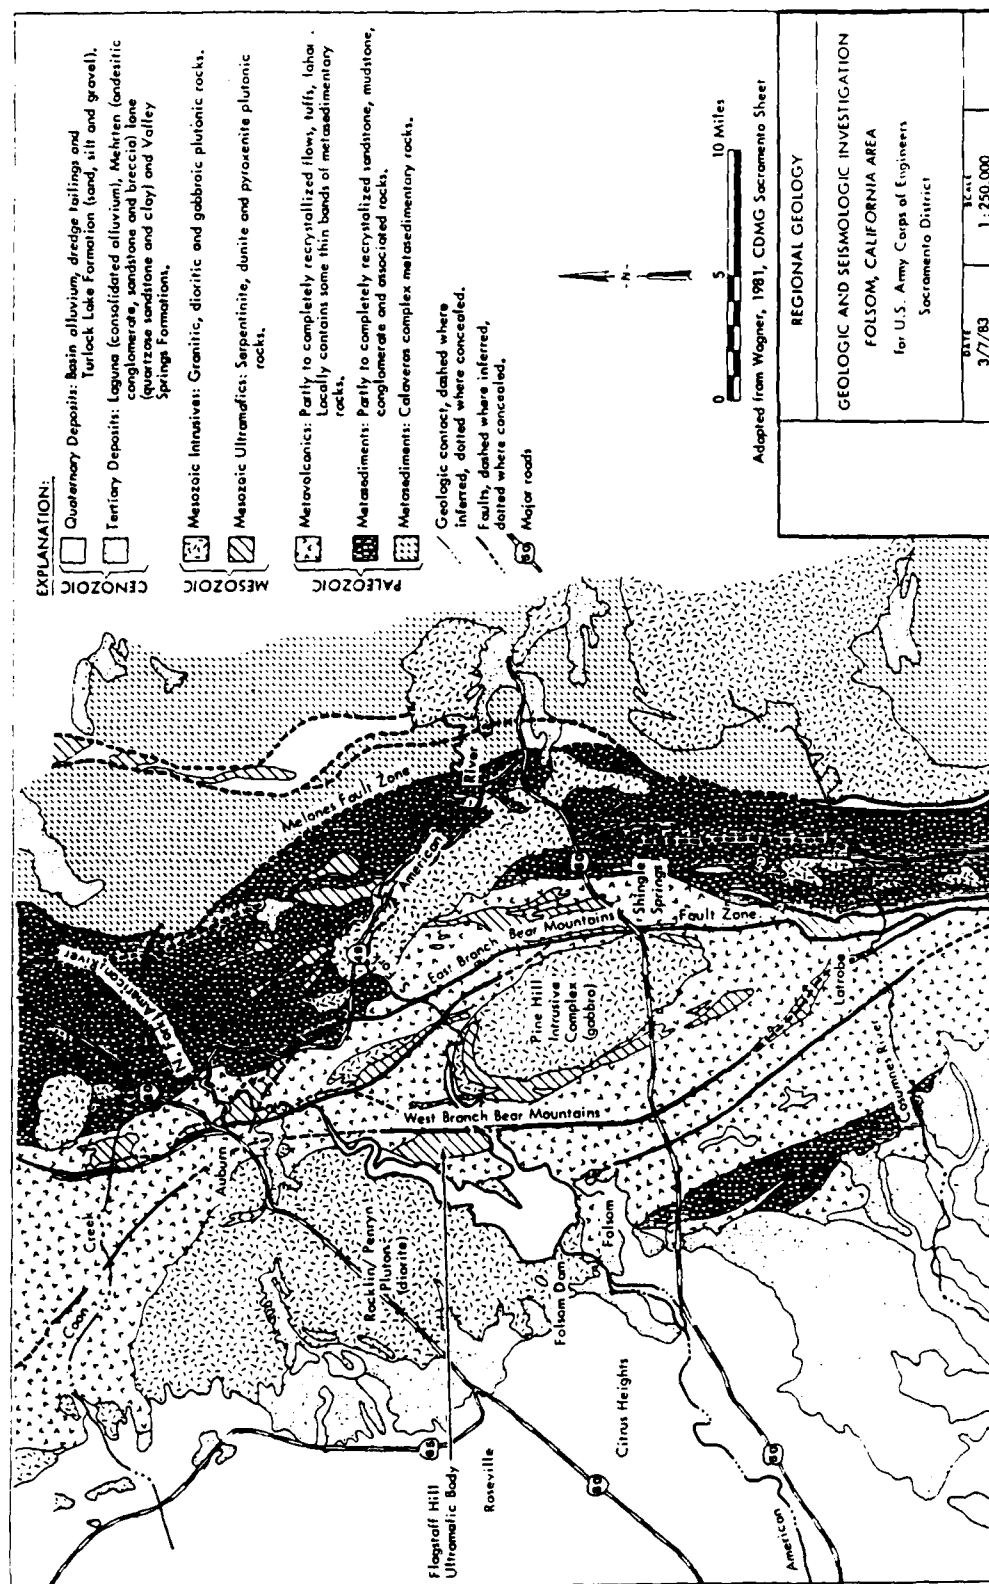 EXPLANATION:
CENOZOIC
Quaternary Deposits: Basin alluvium, dredge tailings and
Turlock Lake Formation (sand, silt and gravel).
Tertiary Deposits: Laguna (consolidated alluvium), Mehrten (andesitic
conglomerate, sandstone and breccia) Ione
(quartzose sandstone and clay) and Valley
Springs Formations.
MESOZOIC
Mesozoic Intrusives: Granitic, dioritic and gabbroic plutonic rocks.
Mesozoic Ultramafics: Serpentinite, dunite and pyroxenite plutonic
rocks.
PALEOZOIC
Metavolcanics: Partly to completely recrystallized flows, tuffs, lahar.
Locally contains some thin bands of metasedimentary
rocks.
Metasediments: Partly to completely recrystalized sandstone, mudstone,
conglomerate and associated rocks.
Metasediments: Calaveras complex metasedimentary rocks.
Geologic contact, dashed where
inferred, dotted where concealed.
Faults, dashed where inferred,
dotted where concealed.
50
Major roads
-N-
0 5 10 Miles
Adapted from Wagner, 1981, CDMG Sacramento Sheet
REGIONAL GEOLOGY
GEOLOGIC AND SEISMOLOGIC INVESTIGATION
FOLSOM, CALIFORNIA AREA
for U.S. Army Corps of Engineers
Sacramento District
DATE
3/7/83
SCALE
1:250,000
Melones Fault Zone
River
American
49
N. Fork American River
East Branch Bear Mountains
Fault Zone
Shingle
Springs
Pine Hill
Intrusive
Complex
(gabbro)
West Branch Bear Mountains
Latrobe
Cosumnes River
Auburn
Coon Creek
Rocklin/Penryn
Pluton
(diorite)
Folsom Dam
Folsom
65
Flagstaff Hill
Ultramafic Body
Roseville
Citrus Heights
80
50
American